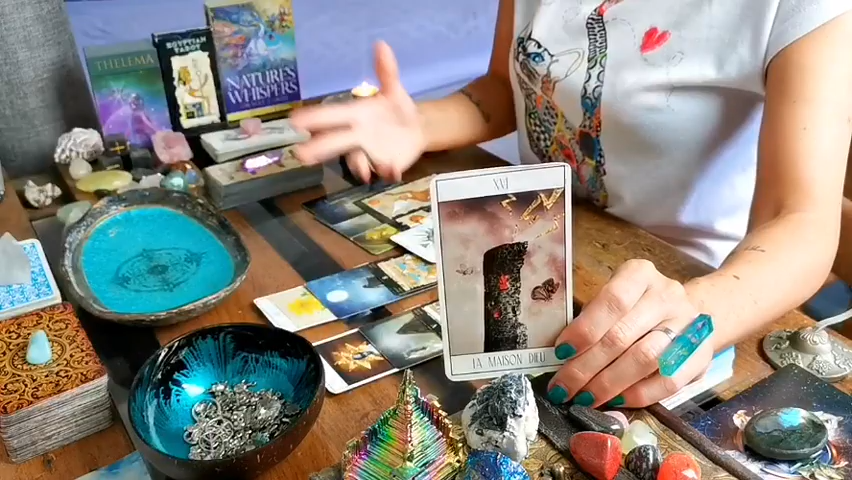 THELEMA
EGYPTIAN
TAROT
NATURE'S
WHISPERS
XVI
LA MAISON DIEU